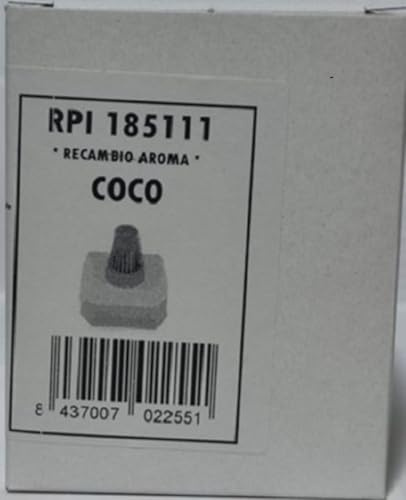 RPI 185111
* RECAMBIO AROMA *
COCO
8 437007 022551